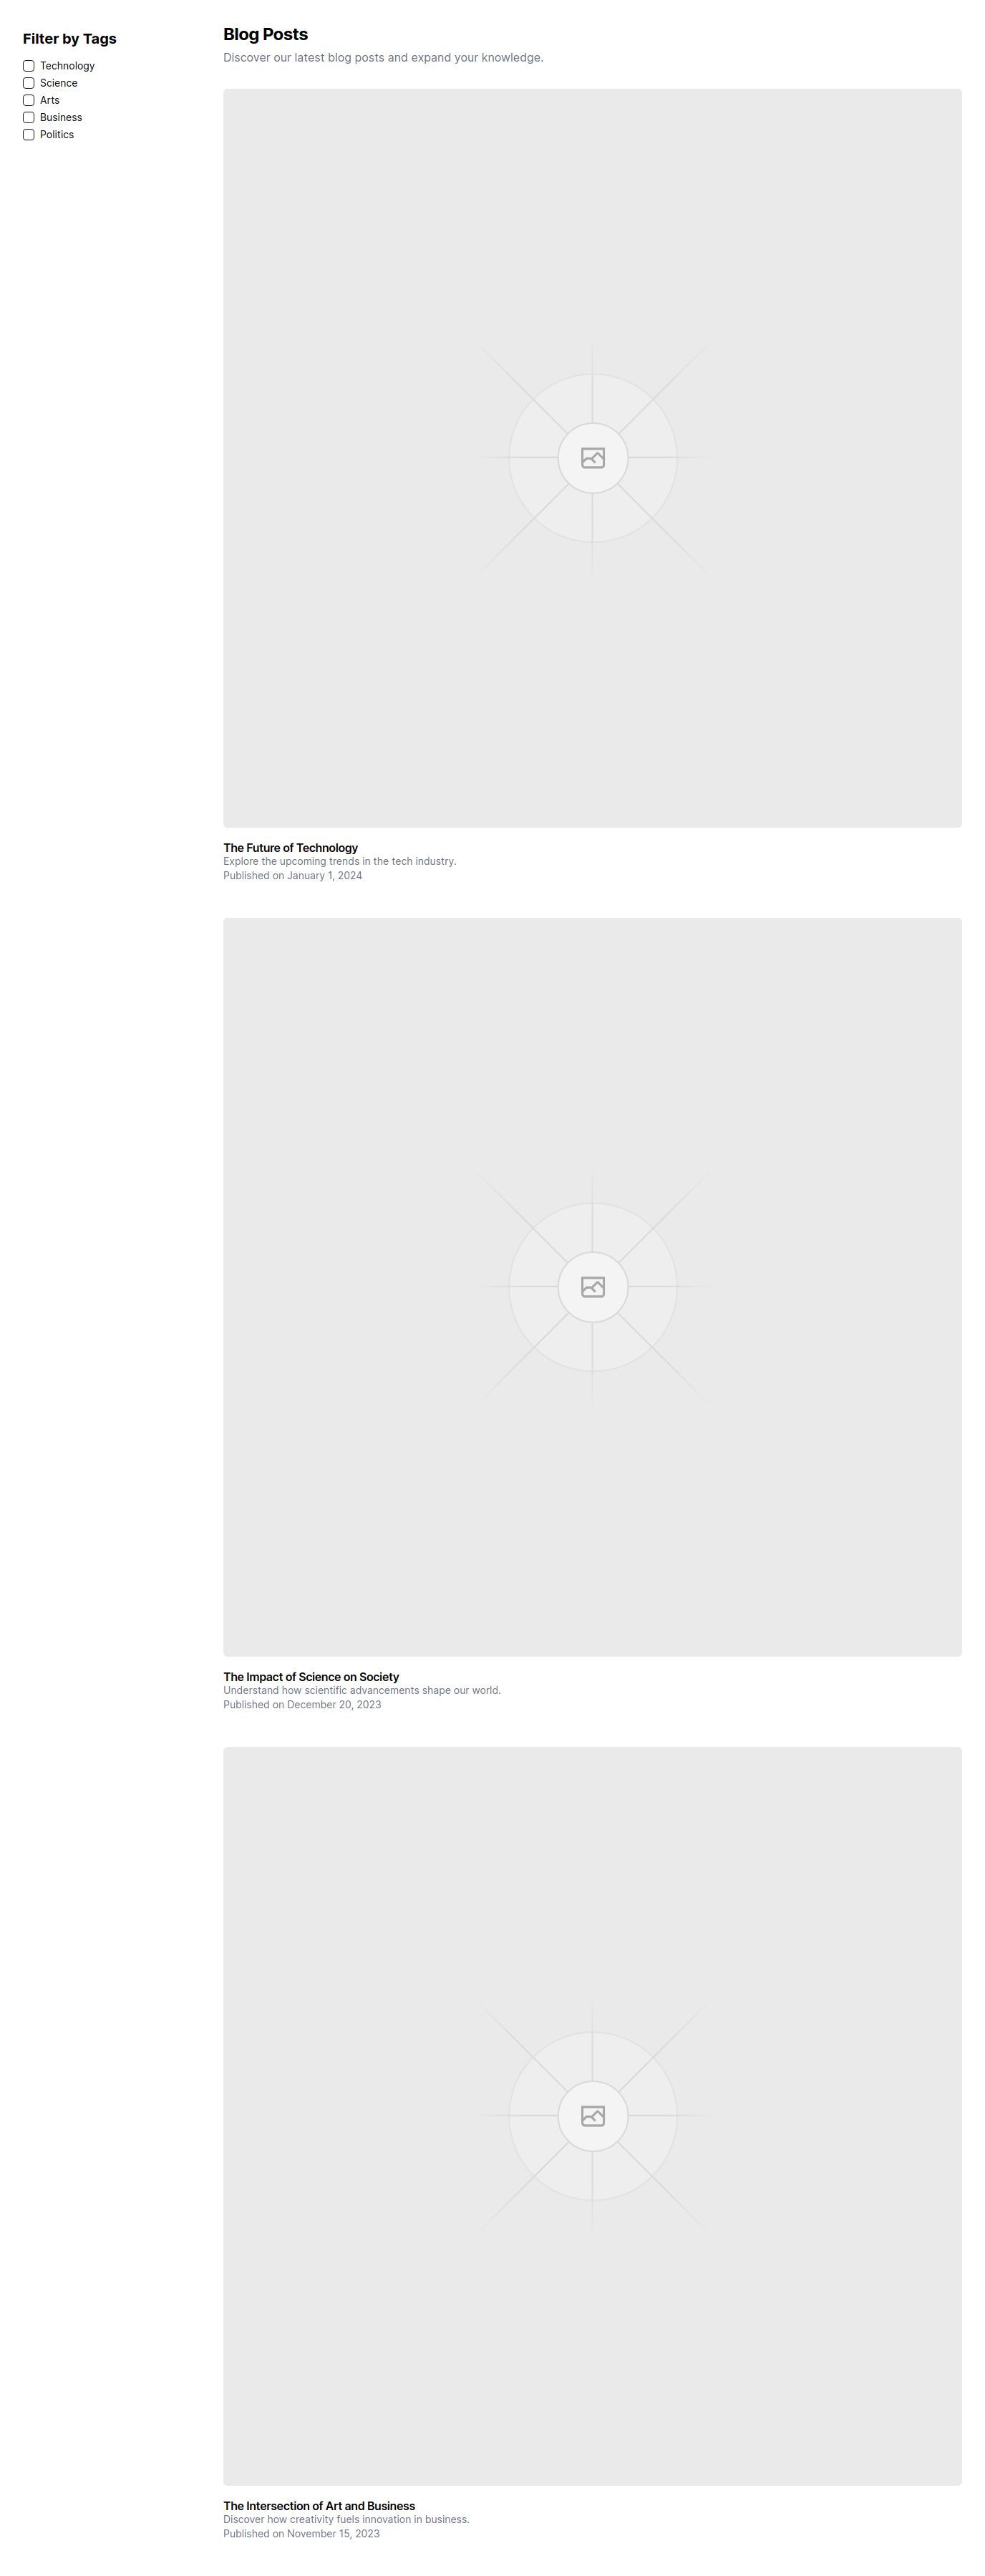 Filter by Tags
Technology
Science
Arts
Business
Politics
Blog Posts
Discover our latest blog posts and expand your knowledge.
The Future of Technology
Explore the upcoming trends in the tech industry.
Published on January 1, 2024
The Impact of Science on Society
Understand how scientific advancements shape our world.
Published on December 20, 2023
The Intersection of Art and Business
Discover how creativity fuels innovation in business.
Published on November 15, 2023